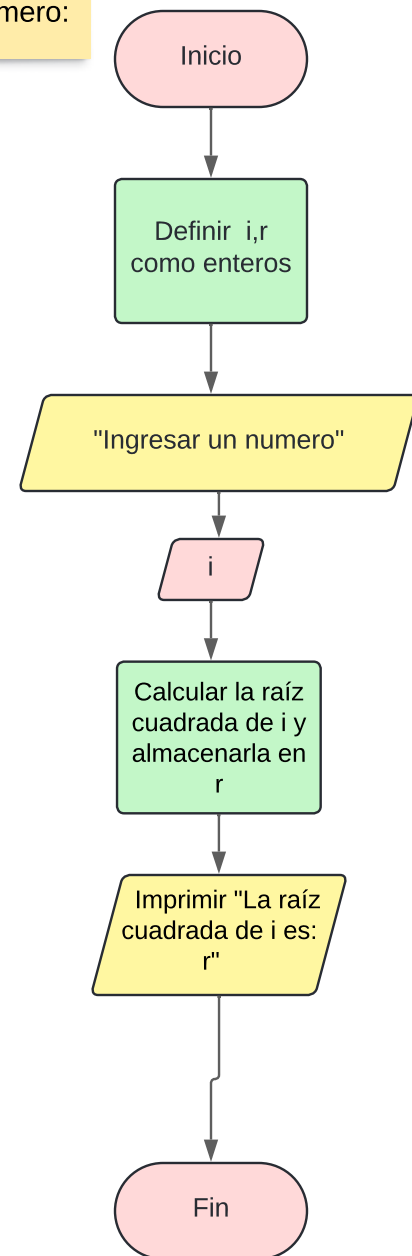 mero:
Inicio
Definir i,r
como enteros
"Ingresar un numero"
i
Calcular la raíz
cuadrada de i y
almacenarla en
r
Imprimir "La raíz
cuadrada de i es:
r"
Fin